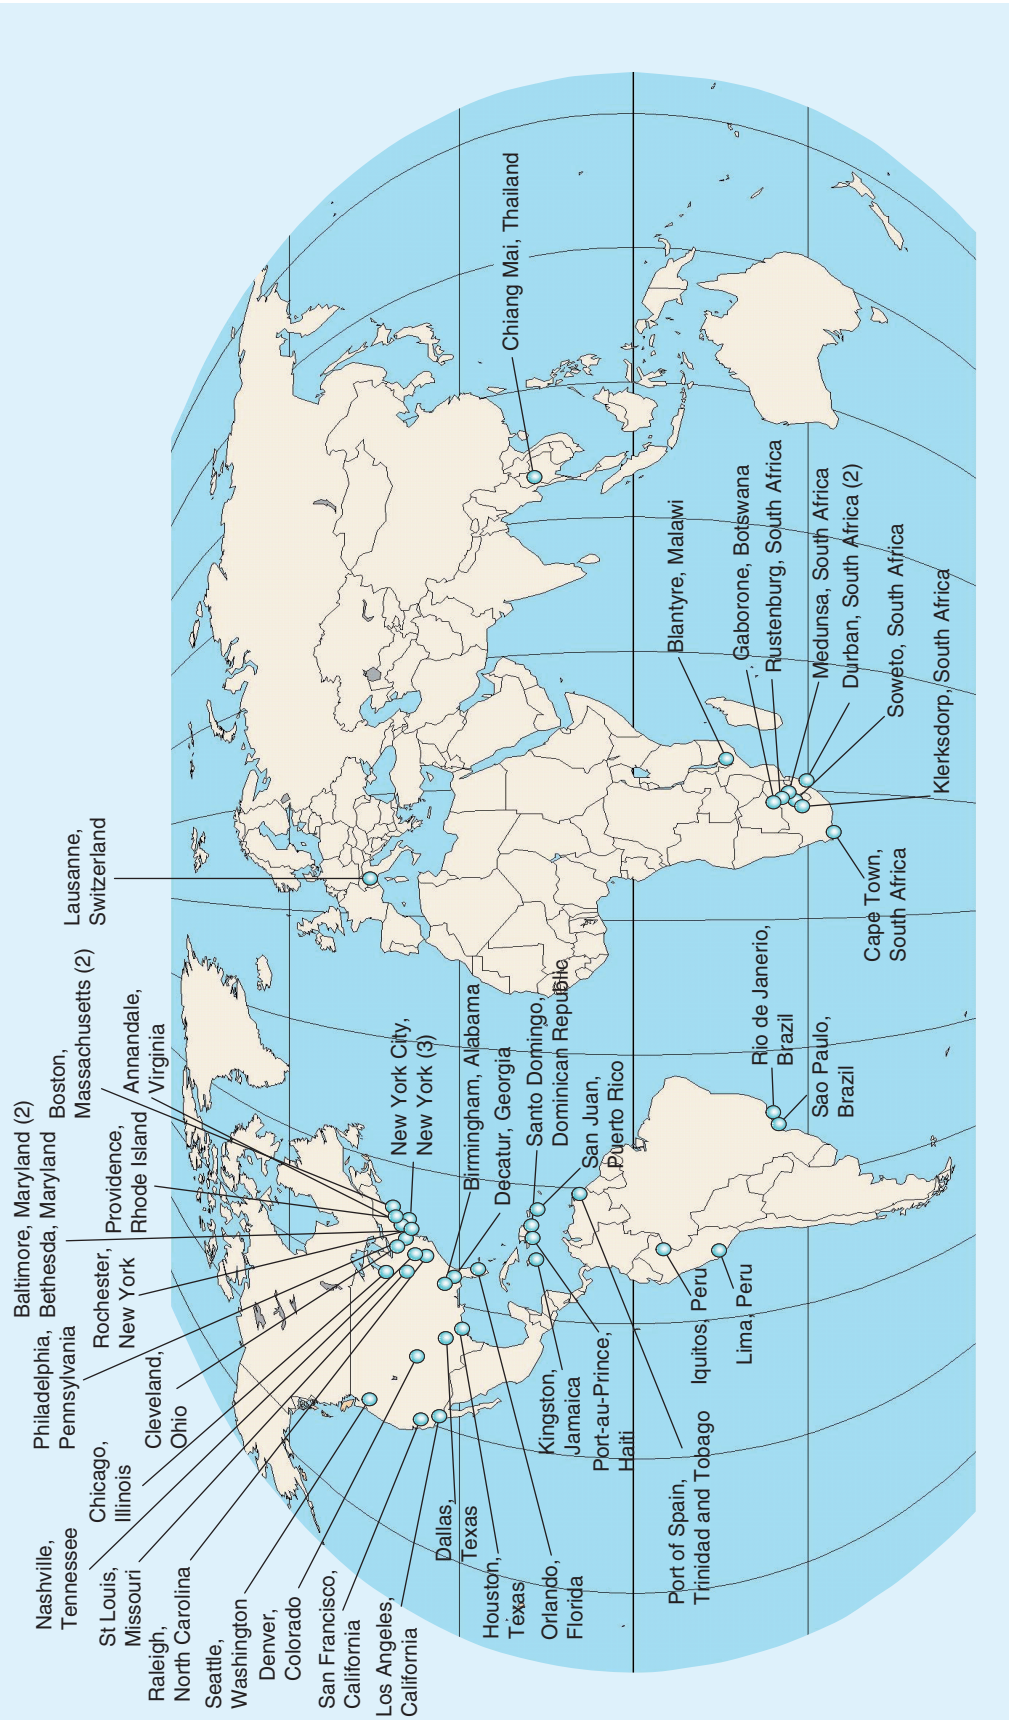 Baltimore, Maryland (2)
Bethesda, Maryland
Boston,
Massachusetts (2)
Annandale,
Virginia
Providence,
Rhode Island
Rochester,
New York
Philadelphia,
Pennsylvania
Cleveland,
Ohio
Chicago,
Illinois
Nashville,
Tennessee
St Louis,
Missouri
Raleigh,
North Carolina
Seattle,
Washington
Denver,
Colorado
San Francisco,
California
Los Angeles,
California
Dallas,
Texas
Houston,
Texas
Orlando,
Florida
New York City,
New York (3)
Birmingham, Alabama
Decatur, Georgia
Santo Domingo,
Dominican Republic
San Juan,
Puerto Rico
Kingston,
Jamaica
Port-au-Prince,
Haiti
Port of Spain,
Trinidad and Tobago
Iquitos, Peru
Lima, Peru
Rio de Janerio,
Brazil
Sao Paulo,
Brazil
Lausanne,
Switzerland
Chiang Mai, Thailand
Blantyre, Malawi
Gaborone, Botswana
Rustenburg, South Africa
Medunsa, South Africa
Durban, South Africa (2)
Soweto, South Africa
Klerksdorp, South Africa
Cape Town,
South Africa